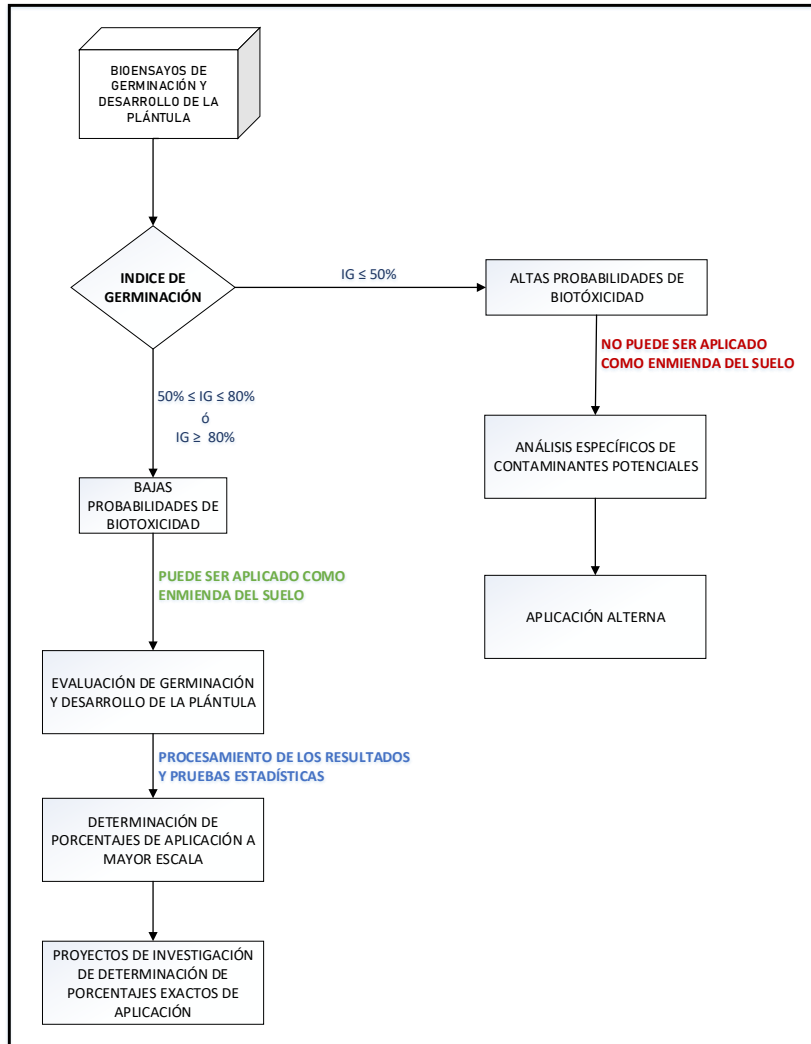 BIOENSAYOS DE
GERMINACIÓN Y
DESARROLLO DE LA
PLÁNTULA
INDICE DE
GERMINACIÓN
IG ≤ 50%
ALTAS PROBABILIDADES DE
BIOTÓXICIDAD
NO PUEDE SER APLICADO
COMO ENMIENDA DEL SUELO
50% ≤ IG ≤ 80%
ó
IG ≥ 80%
ANÁLISIS ESPECÍFICOS DE
CONTAMINANTES POTENCIALES
BAJAS
PROBABILIDADES DE
BIOTOXICIDAD
PUEDE SER APLICADO COMO
ENMIENDA DEL SUELO
APLICACIÓN ALTERNA
EVALUACIÓN DE GERMINACIÓN
Y DESARROLLO DE LA PLÁNTULA
PROCESAMIENTO DE LOS RESULTADOS
Y PRUEBAS ESTADÍSTICAS
DETERMINACIÓN DE
PORCENTAJES DE APLICACIÓN A
MAYOR ESCALA
PROYECTOS DE INVESTIGACIÓN
DE DETERMINACIÓN DE
PORCENTAJES EXACTOS DE
APLICACIÓN